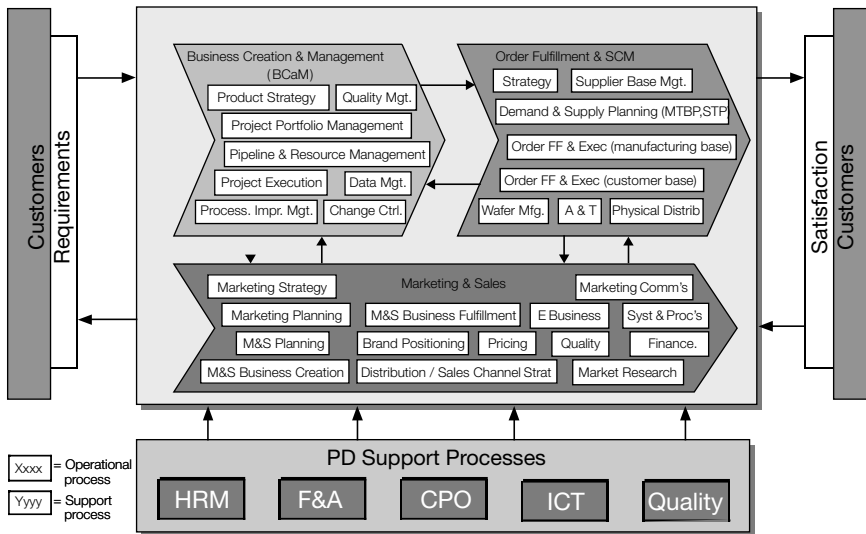 Customers
Requirements
Business Creation & Management
(BCaM)
Product Strategy
Quality Mgt.
Project Portfolio Management
Pipeline & Resource Management
Project Execution
Data Mgt.
Process. Impr. Mgt.
Change Ctrl.
Order Fulfillment & SCM
Strategy
Supplier Base Mgt.
Demand & Supply Planning (MTBP,STP)
Order FF & Exec (manufacturing base)
Order FF & Exec (customer base)
Wafer Mfg.
A & T
Physical Distrib
Satisfaction
Customers
Marketing & Sales
Marketing Strategy
Marketing Comm's
Marketing Planning
M&S Business Fulfillment
E Business
Syst & Proc's
M&S Planning
Brand Positioning
Pricing
Quality
Finance.
M&S Business Creation
Distribution / Sales Channel Strat
Market Research
PD Support Processes
HRM
F&A
CPO
ICT
Quality
Xxxx = Operational
process
Yyyy = Support
process